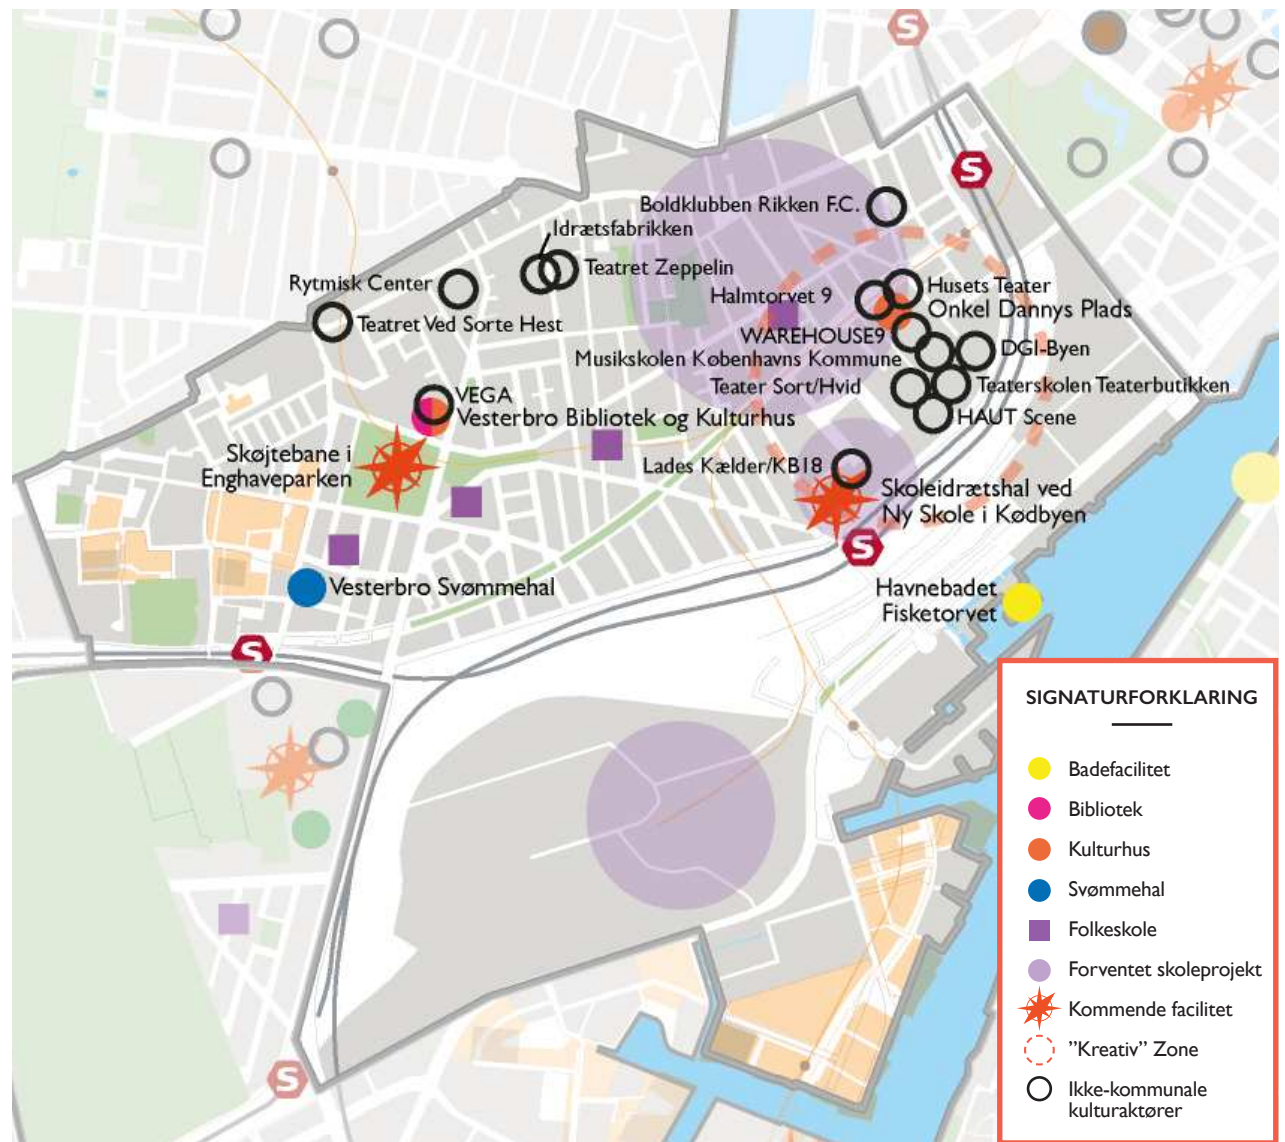 S
S
Boldklubben Rikken F.C.
Idrætsfabrikken
Teatret Zeppelin
Rytmisk Center
Teatret Ved Sorte Hest
Halmtorvet 9
Husets Teater
Onkel Dannys Plads
WAREHOUSE9
Musikskolen Københavns Kommune
DGI-Byen
Teater Sort/Hvid
Teaterskolen Teaterbutikken
HAUT Scene
VEGA
Vesterbro Bibliotek og Kulturhus
Skøjtebane i
Enghaveparken
Lades Kælder/KB18
Skoleidrætshal ved
Ny Skole i Kødbyen
S
Vesterbro Svømmehal
Havnebadet
Fisketorvet
S
S
SIGNATURFORKLARING
Badefacilitet
Bibliotek
Kulturhus
Svømmehal
Folkeskole
Forventet skoleprojekt
Kommende facilitet
”Kreativ” Zone
Ikke-kommunale
kulturaktører